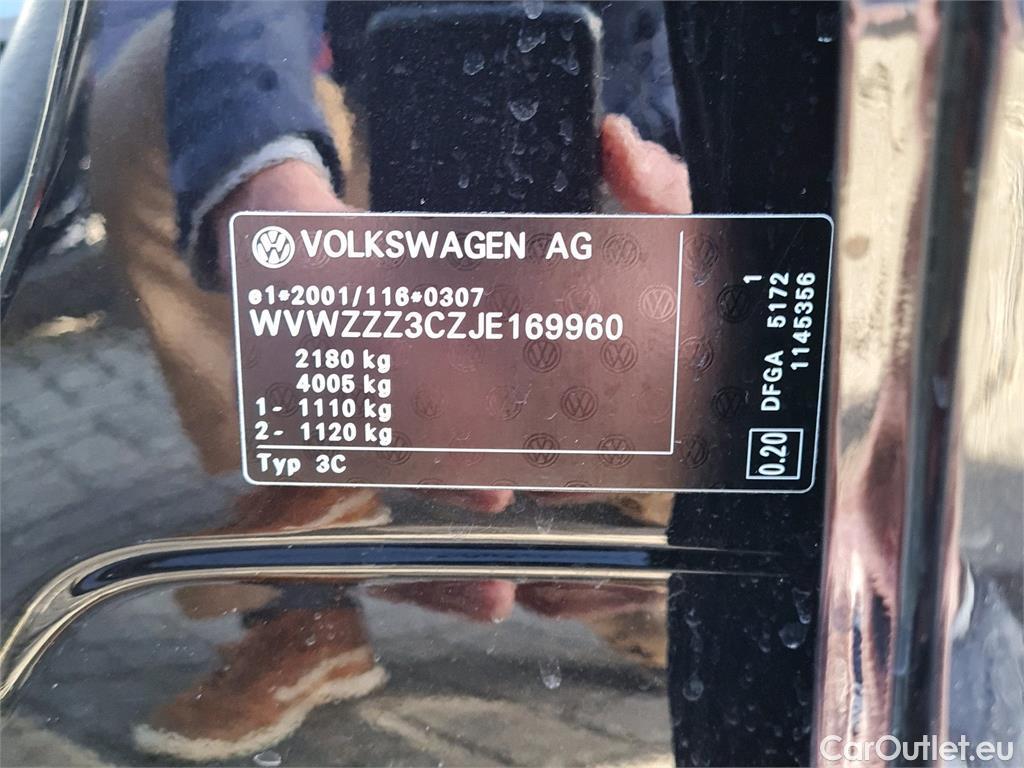 VOLKSWAGEN AG
e1*2001/116*0307
WVWZZZ3CZJE169960
2180 kg
4005 kg
1- 1110 kg
2- 1120 kg
Typ 3C
1
DFGA 5172
1145356
0.20
CarOutlet.eu